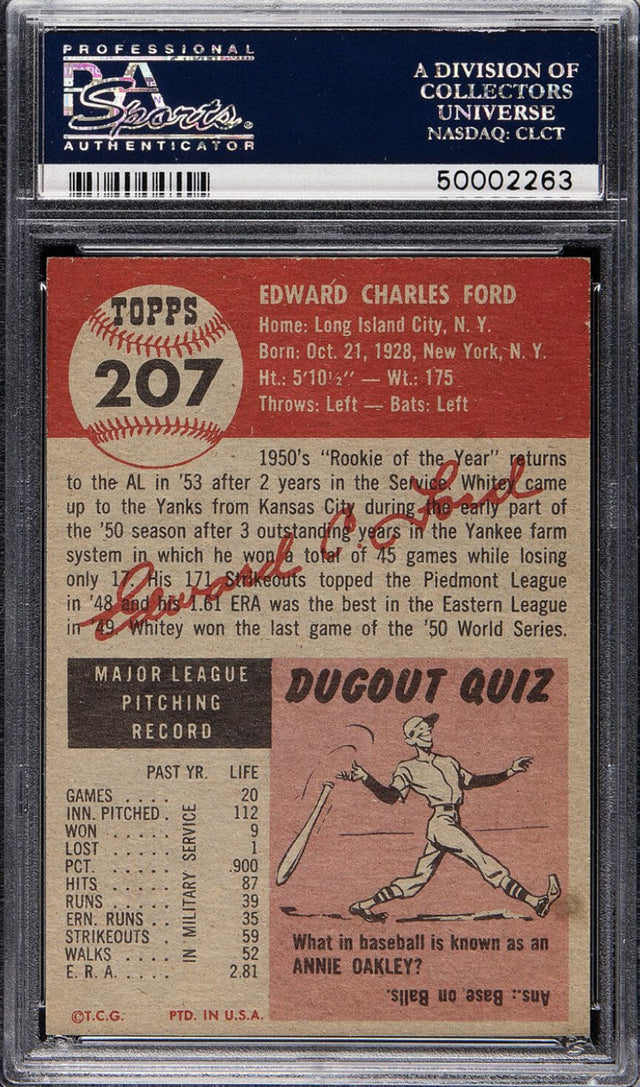 PROFESSIONAL
PSA
Sports
AUTHENTICATOR
A DIVISION OF
COLLECTORS
UNIVERSE
NASDAQ: CLCT
50002263
TOPPS
207
EDWARD CHARLES FORD
Home: Long Island City, N. Y.
Born: Oct. 21, 1928, New York, N. Y.
Ht.: 5'10½" — Wt.: 175
Throws: Left — Bats: Left
1950's "Rookie of the Year" returns
to the AL in '53 after 2 years in the Service. Whitey came
up to the Yanks from Kansas City during the early part of
the '50 season after 3 outstanding years in the Yankee farm
system in which he won a total of 45 games while losing
only 17. His 171 Strikeouts topped the Piedmont League
in '48 and his 1.61 ERA was the best in the Eastern League
in '49. Whitey won the last game of the '50 World Series.
Edward C. Ford
MAJOR LEAGUE
PITCHING
RECORD
PAST YR. LIFE
GAMES .... 20
INN. PITCHED . 112
WON ...... 9
LOST ...... 1
PCT. ...... .900
HITS ...... 87
RUNS ..... 39
ERN. RUNS .. 35
STRIKEOUTS . 59
WALKS .... 52
E. R. A. .... 2.81
IN MILITARY SERVICE
©T.C.G. PTD. IN U.S.A.
DUGOUT QUIZ
What in baseball is known as an
ANNIE OAKLEY?
Ans.: Base on Balls.